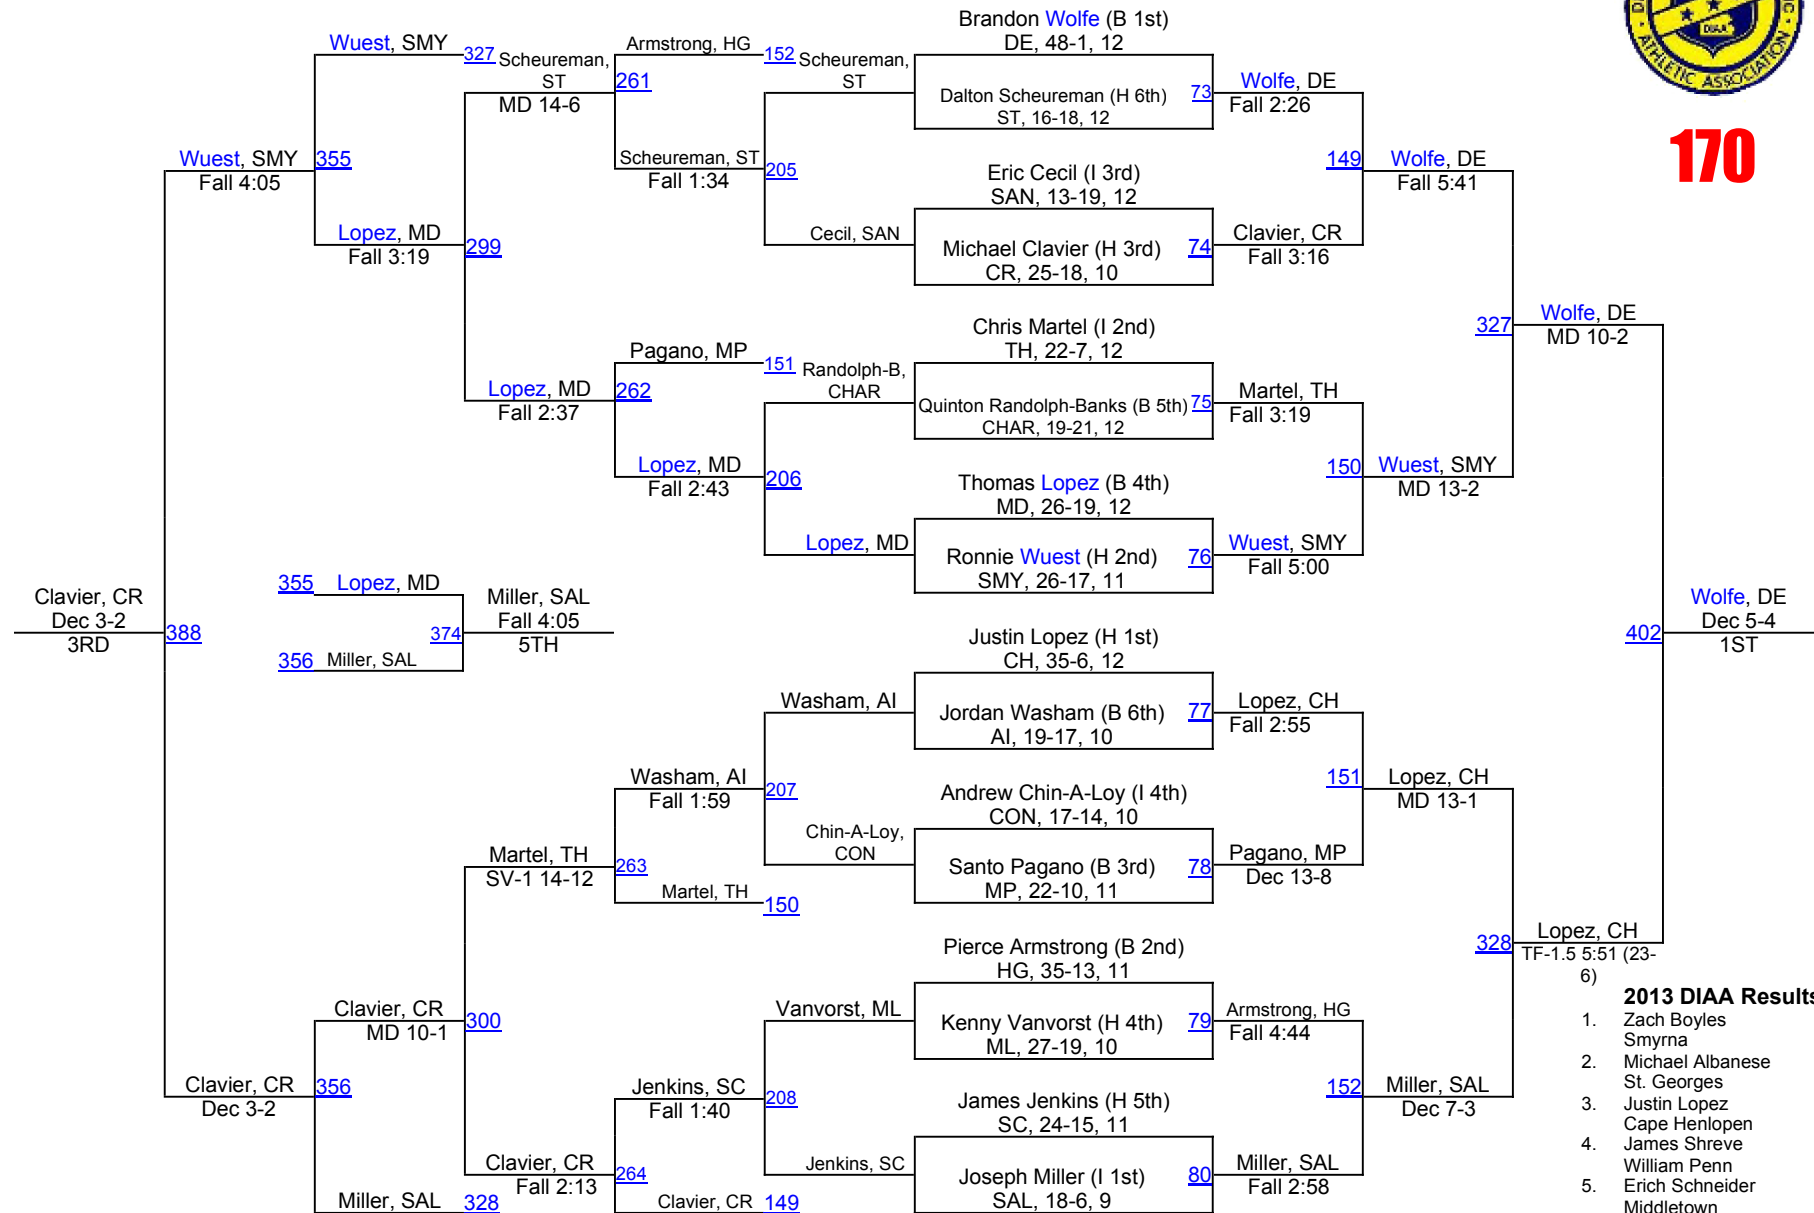 Brandon Wolfe (B 1st)
DE, 48-1, 12
Dalton Scheureman (H 6th)
ST, 16-18, 12
73
Eric Cecil (I 3rd)
SAN, 13-19, 12
Michael Clavier (H 3rd)
CR, 25-18, 10
74
Chris Martel (I 2nd)
TH, 22-7, 12
Quinton Randolph-Banks (B 5th)
CHAR, 19-21, 12
75
Thomas Lopez (B 4th)
MD, 26-19, 12
Ronnie Wuest (H 2nd)
SMY, 26-17, 11
76
Justin Lopez (H 1st)
CH, 35-6, 12
Jordan Washam (B 6th)
AI, 19-17, 10
77
Andrew Chin-A-Loy (I 4th)
CON, 17-14, 10
Santo Pagano (B 3rd)
MP, 22-10, 11
78
Pierce Armstrong (B 2nd)
HG, 35-13, 11
Kenny Vanvorst (H 4th)
ML, 27-19, 10
79
James Jenkins (H 5th)
SC, 24-15, 11
Joseph Miller (I 1st)
SAL, 18-6, 9
80
Wolfe, DE
Fall 2:26
149
Clavier, CR
Fall 3:16
Martel, TH
Fall 3:19
150
Wuest, SMY
Fall 5:00
Lopez, CH
Fall 2:55
151
Pagano, MP
Dec 13-8
Armstrong, HG
Fall 4:44
152
Miller, SAL
Fall 2:58
Wolfe, DE
Fall 5:41
327
Wuest, SMY
MD 13-2
Lopez, CH
MD 13-1
328
Miller, SAL
Dec 7-3
Wolfe, DE
MD 10-2
402
Lopez, CH
TF-1.5 5:51 (23-
6)
Wolfe, DE
Dec 5-4
1ST
Wuest, SMY
327
Scheureman,
ST
MD 14-6
Armstrong, HG
152
Scheureman,
ST
261
Scheureman, ST
Fall 1:34
205
Cecil, SAN
Wuest, SMY
Fall 4:05
355
Lopez, MD
Fall 3:19
299
Pagano, MP
151
Randolph-B,
CHAR
Lopez, MD
Fall 2:37
262
Lopez, MD
Fall 2:43
206
Lopez, MD
Clavier, CR
Dec 3-2
3RD
388
355
Lopez, MD
374
356
Miller, SAL
Miller, SAL
Fall 4:05
5TH
Washam, AI
Washam, AI
Fall 1:59
207
Chin-A-Loy,
CON
Martel, TH
SV-1 14-12
263
Martel, TH
150
Clavier, CR
MD 10-1
300
Vanvorst, ML
Clavier, CR
Dec 3-2
356
Jenkins, SC
Fall 1:40
208
Jenkins, SC
Clavier, CR
Fall 2:13
264
Clavier, CR
149
Miller, SAL
328
DIAA
ATHLETIC ASSOCIATION
170
2013 DIAA Results
1. Zach Boyles
Smyrna
2. Michael Albanese
St. Georges
3. Justin Lopez
Cape Henlopen
4. James Shreve
William Penn
5. Erich Schneider
Middletown